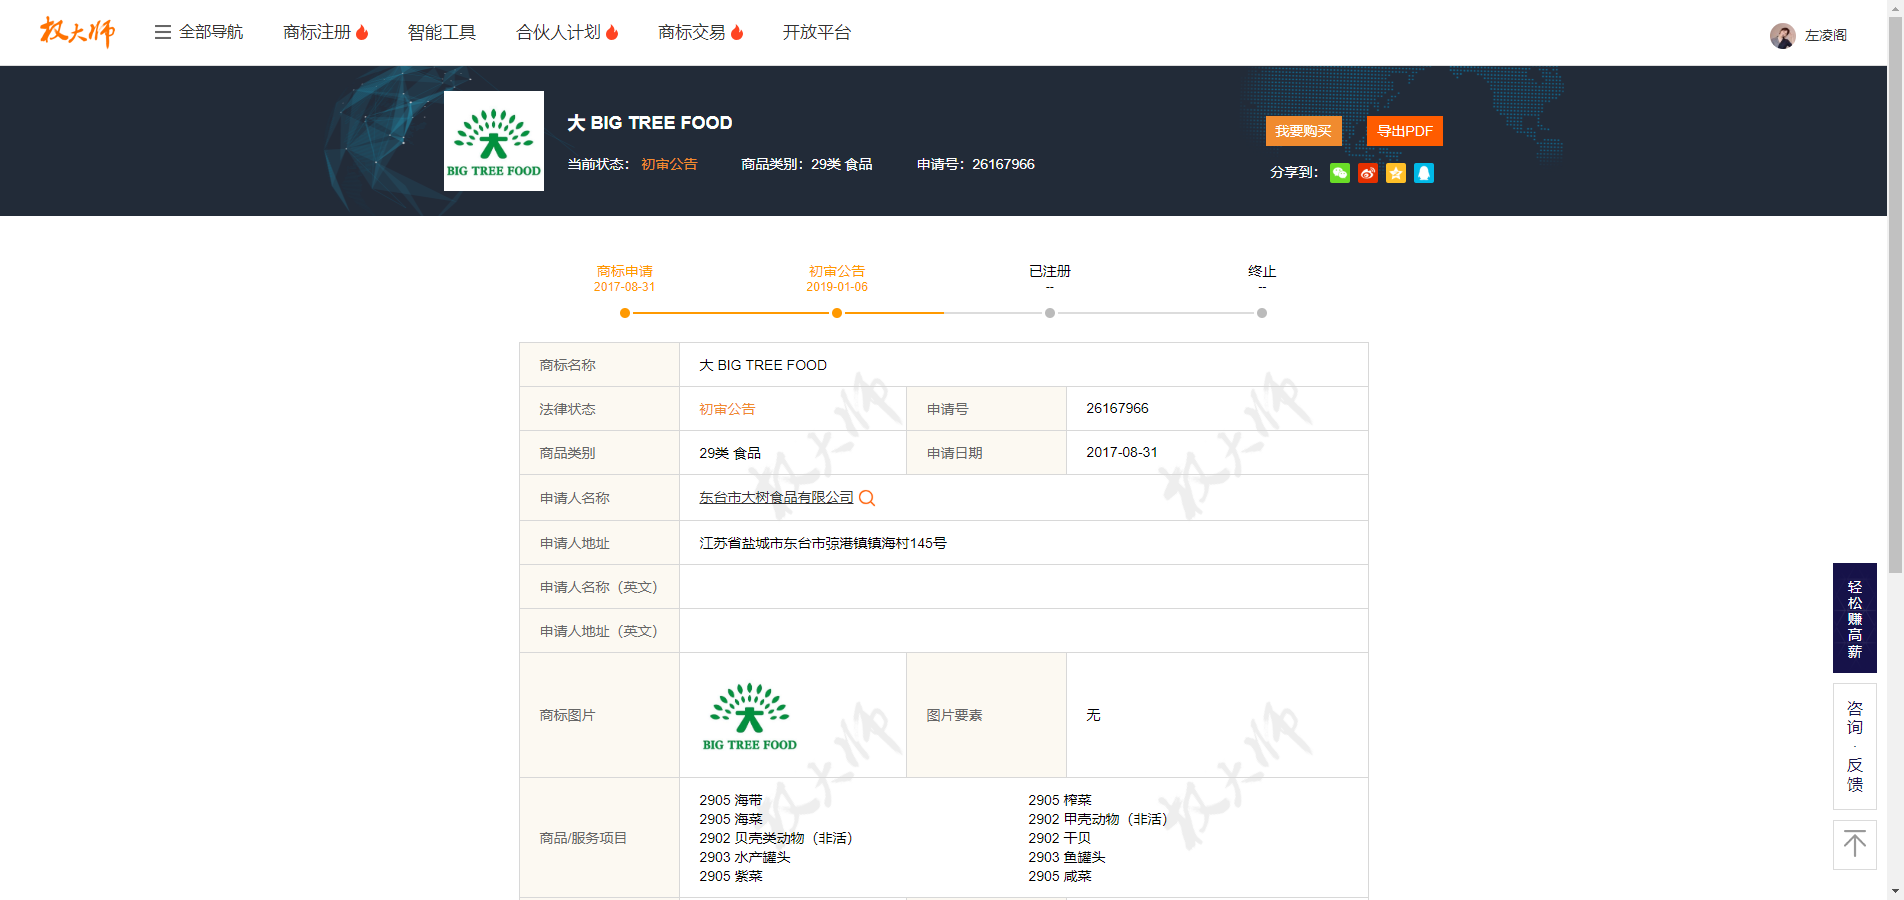 权大师 全部导航 商标注册 智能工具 合伙人计划 商标交易 开放平台 左凌阁
大 BIG TREE FOOD
BIG TREE FOOD
当前状态： 初审公告 商品类别：29类 食品 申请号：26167966
我要购买 导出PDF
分享到：
商标申请 初审公告 已注册 终止
2017-08-31 2019-01-06 -- --
商标名称 大 BIG TREE FOOD
法律状态 初审公告 申请号 26167966
商品类别 29类 食品 申请日期 2017-08-31
申请人名称 东台市大树食品有限公司
申请人地址 江苏省盐城市东台市弶港镇镇海村145号
申请人名称（英文）
申请人地址（英文）
商标图片 BIG TREE FOOD 图片要素 无
商品/服务项目
2905 海带 2905 榨菜
2905 海菜 2902 甲壳动物（非活）
2902 贝壳类动物（非活） 2902 干贝
2903 水产罐头 2903 鱼罐头
2905 紫菜 2905 咸菜
权大师 权大师
权大师 权大师
轻松赚高薪
咨询·反馈